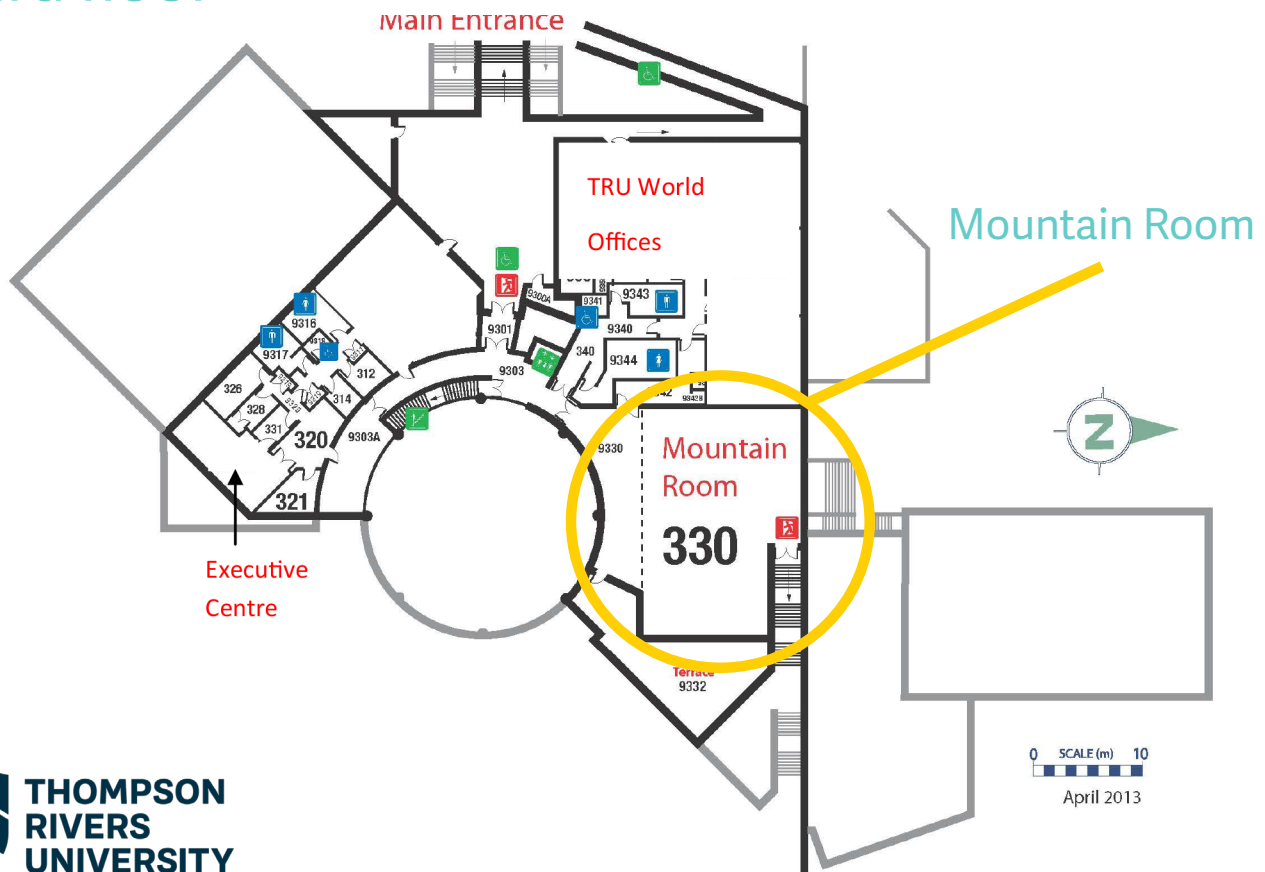 Main Entrance
TRU World
Offices
Mountain Room
9300A
9341
9343
9316
9301
9340
9317
340
9344
9303
312
326
314
328
331
320
9303A
9342B
9330
Mountain
Room
330
321
Executive
Centre
Terrace
9332
N
0 SCALE (m) 10
April 2013
THOMPSON
RIVERS
UNIVERSITY